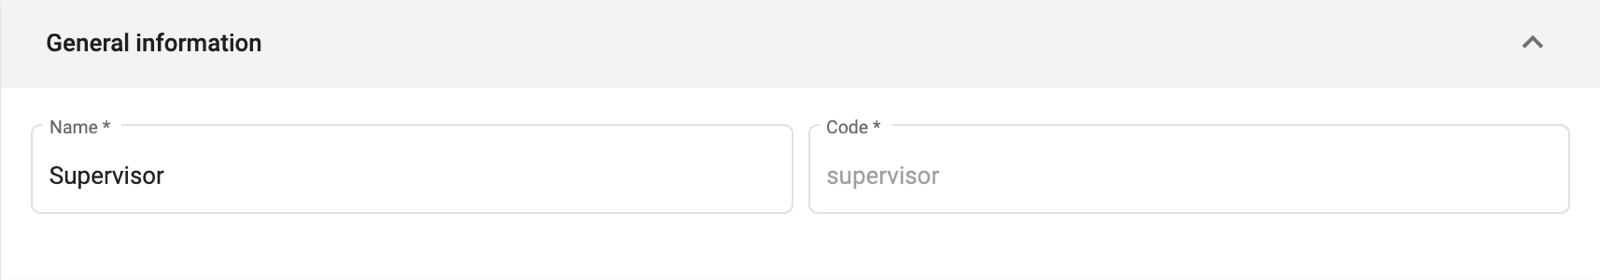 General information
Name *
Supervisor
Code *
supervisor